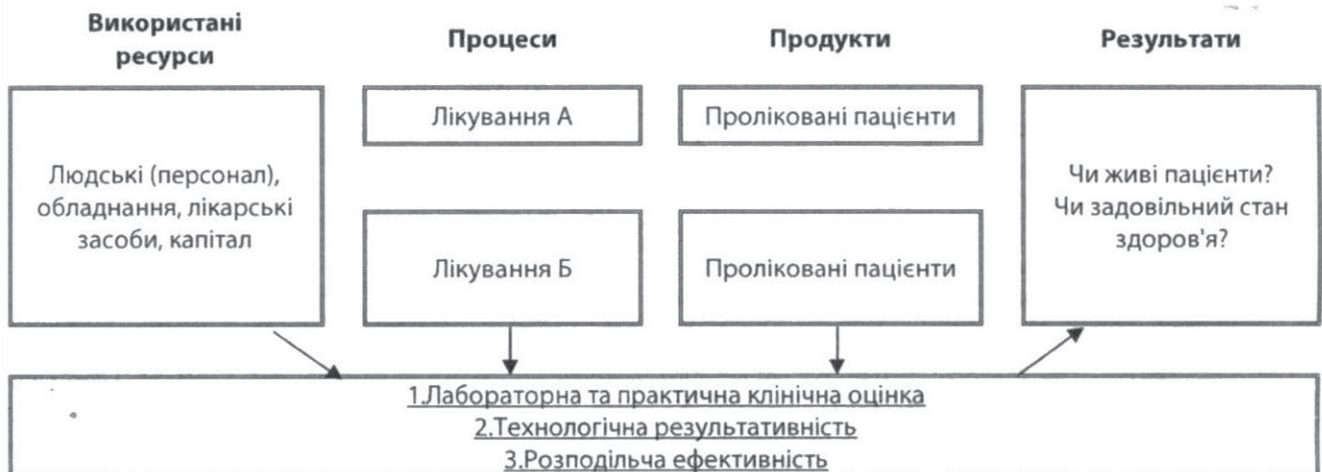 Використані
ресурси
Процеси
Продукти
Результати
Людські (персонал),
обладнання, лікарські
засоби, капітал
Лікування А
Проліковані пацієнти
Чи живі пацієнти?
Чи задовільний стан
здоров'я?
Лікування Б
Проліковані пацієнти
1.Лабораторна та практична клінічна оцінка
2.Технологічна результативність
3.Розподільча ефективність